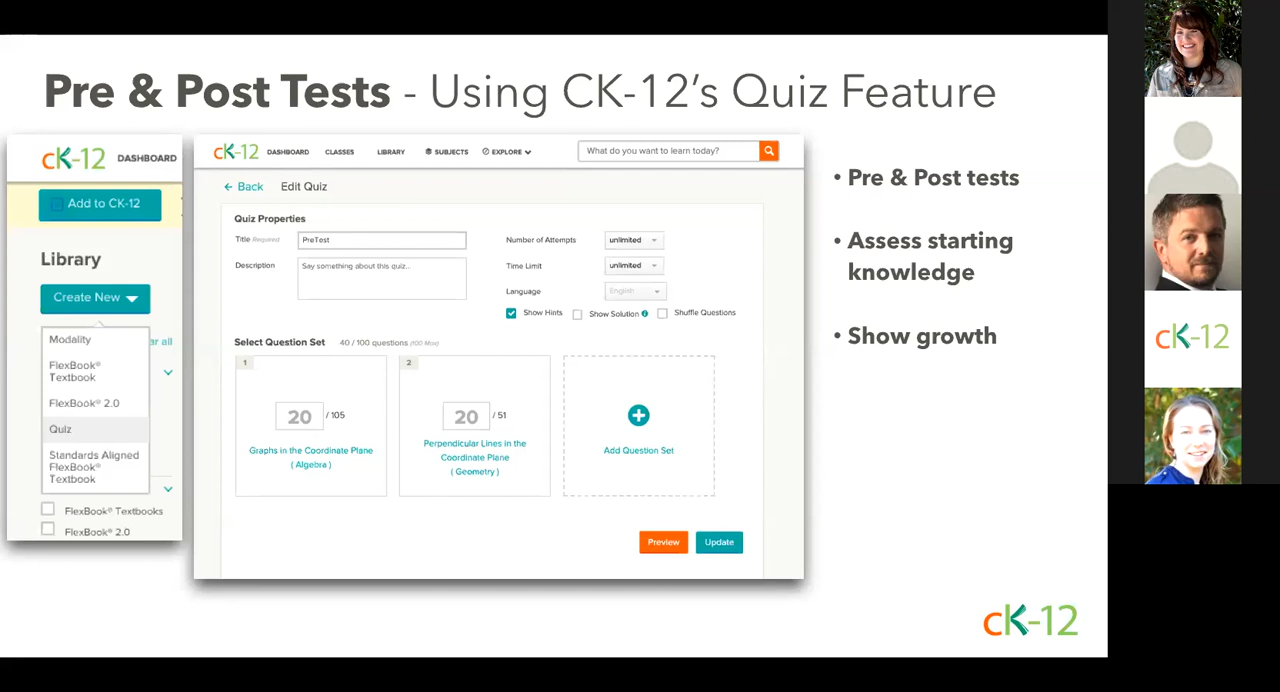 Pre & Post Tests - Using CK-12's Quiz Feature
cK-12 DASHBOARD
Add to CK-12
Library
Create New
Modality
ar all
FlexBook®
Textbook
FlexBook® 2.0
Quiz
Standards Aligned
FlexBook®
Textbook
FlexBook® Textbooks
FlexBook® 2.0
cK-12 DASHBOARD CLASSES LIBRARY SUBJECTS EXPLORE What do you want to learn today?
← Back Edit Quiz
Quiz Properties
Title Required PreTest
Description Say something about this quiz..
Number of Attempts unlimited
Time Limit unlimited
Language English
Show Hints Show Solution Shuffle Questions
Select Question Set 40 / 100 questions (100 Max)
1
20 / 105
Graphs in the Coordinate Plane
( Algebra )
2
20 / 51
Perpendicular Lines in the
Coordinate Plane
( Geometry )
Add Question Set
Preview Update
• Pre & Post tests
• Assess starting
knowledge
• Show growth
cK-12
cK-12